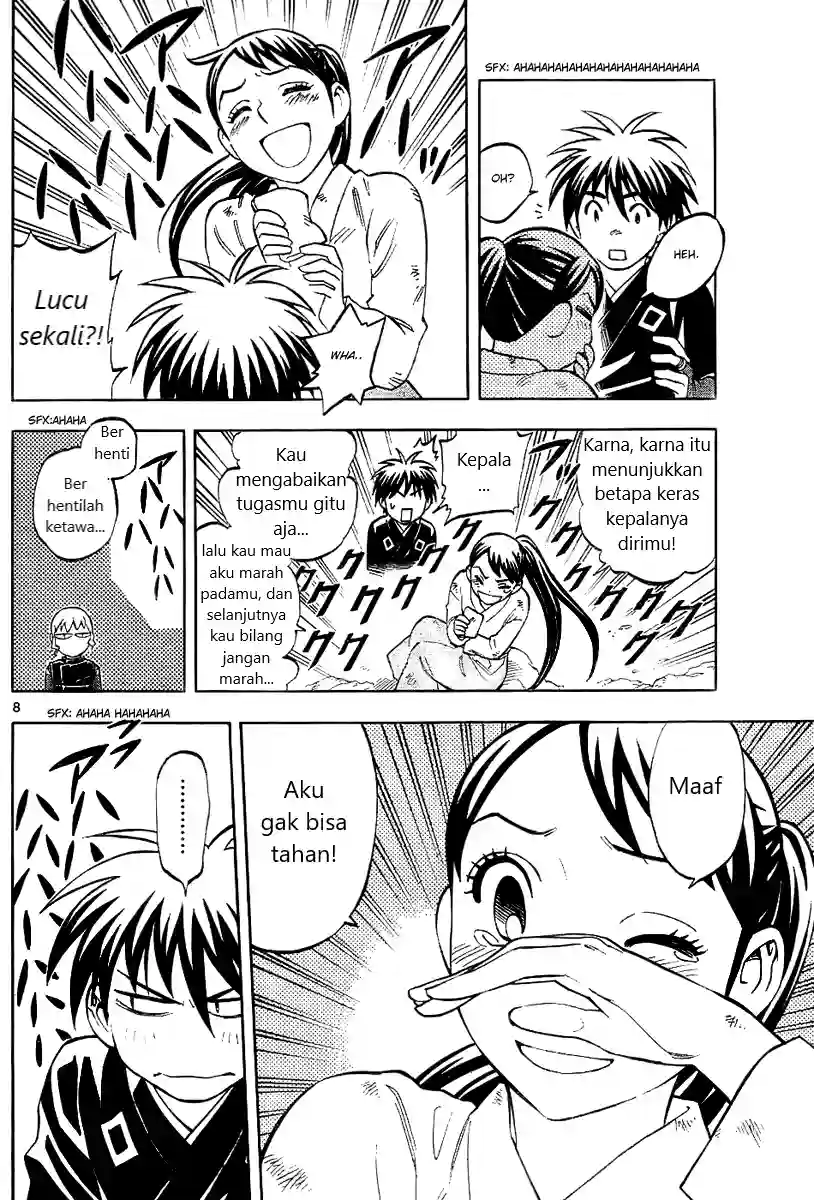 SFX: AHAHAHAHAHAHAHAHAHAHAHAHAHA
OH?
HEH.
Lucu
sekali?!
WHA..
Karna, karna itu
menunjukkan
betapa keras
kepalanya
dirimu!
Kepala
...
Kau
mengabaikan
tugasmu gitu
aja...
lalu kau mau
aku marah
padamu, dan
selanjutnya
kau bilang
jangan
marah...
SFX:AHAHA
Ber
henti
Ber
hentilah
ketawa...
8
SFX: AHAHA HAHAHAHA
Maaf
Aku
gak bisa
tahan!
.........